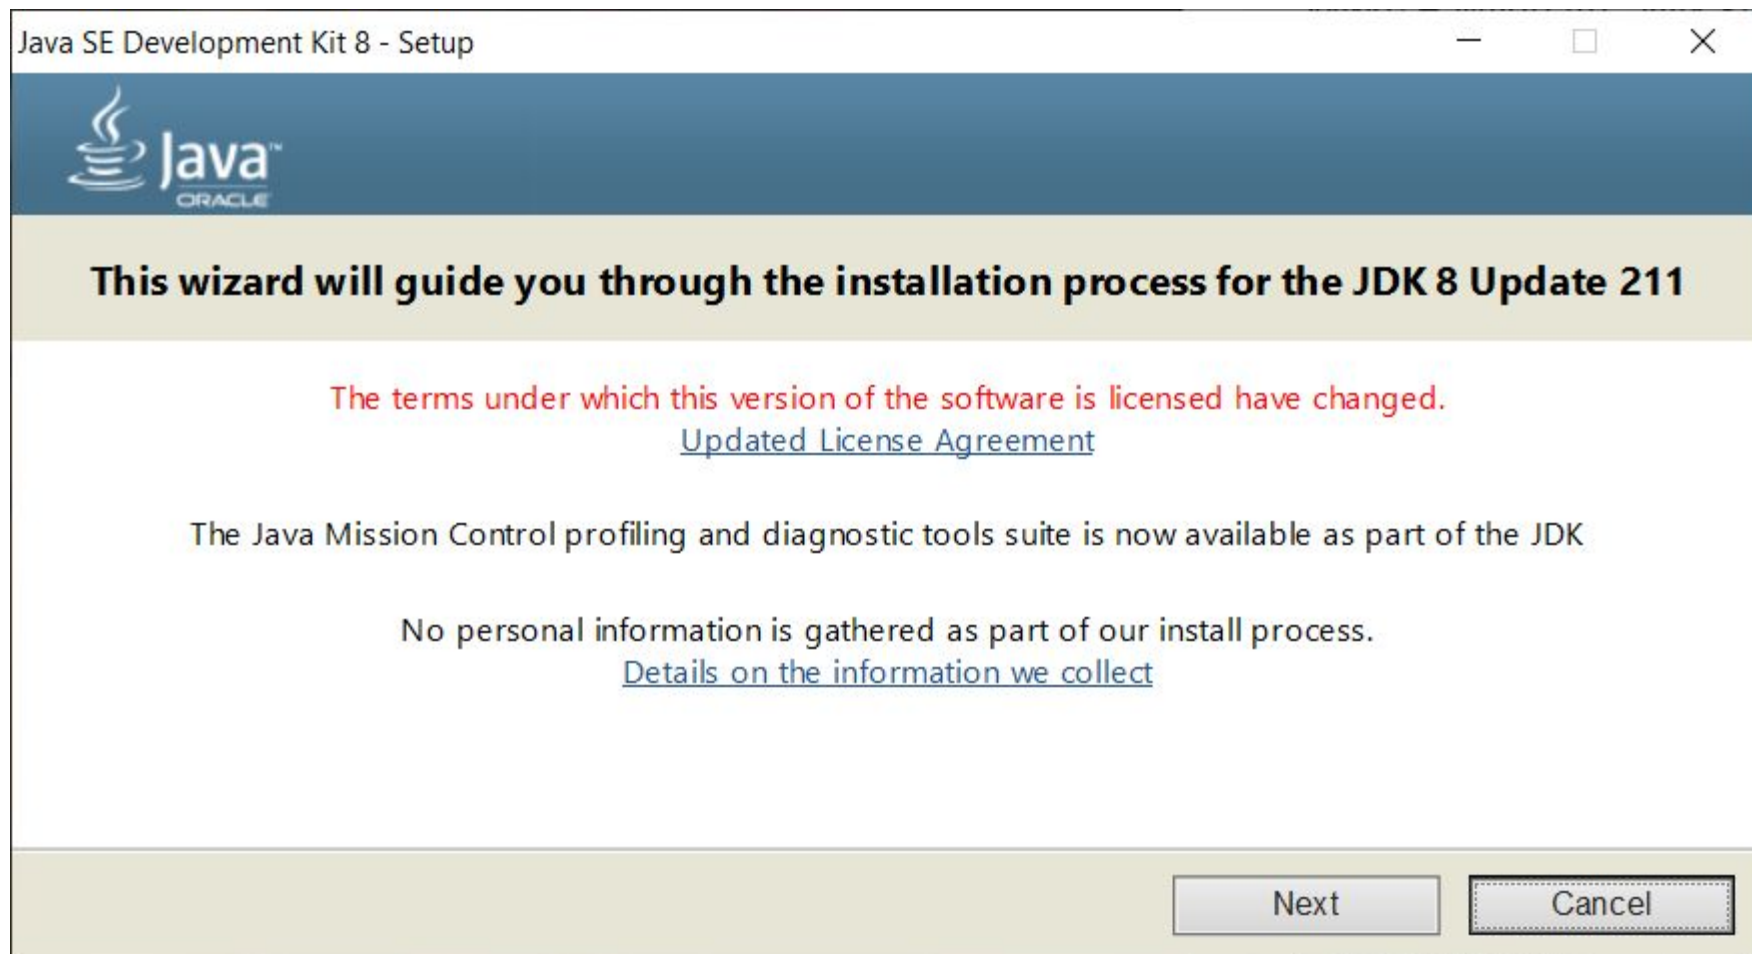 Java SE Development Kit 8 - Setup
Java™
ORACLE
This wizard will guide you through the installation process for the JDK 8 Update 211
The terms under which this version of the software is licensed have changed.
Updated License Agreement
The Java Mission Control profiling and diagnostic tools suite is now available as part of the JDK
No personal information is gathered as part of our install process.
Details on the information we collect
Next
Cancel